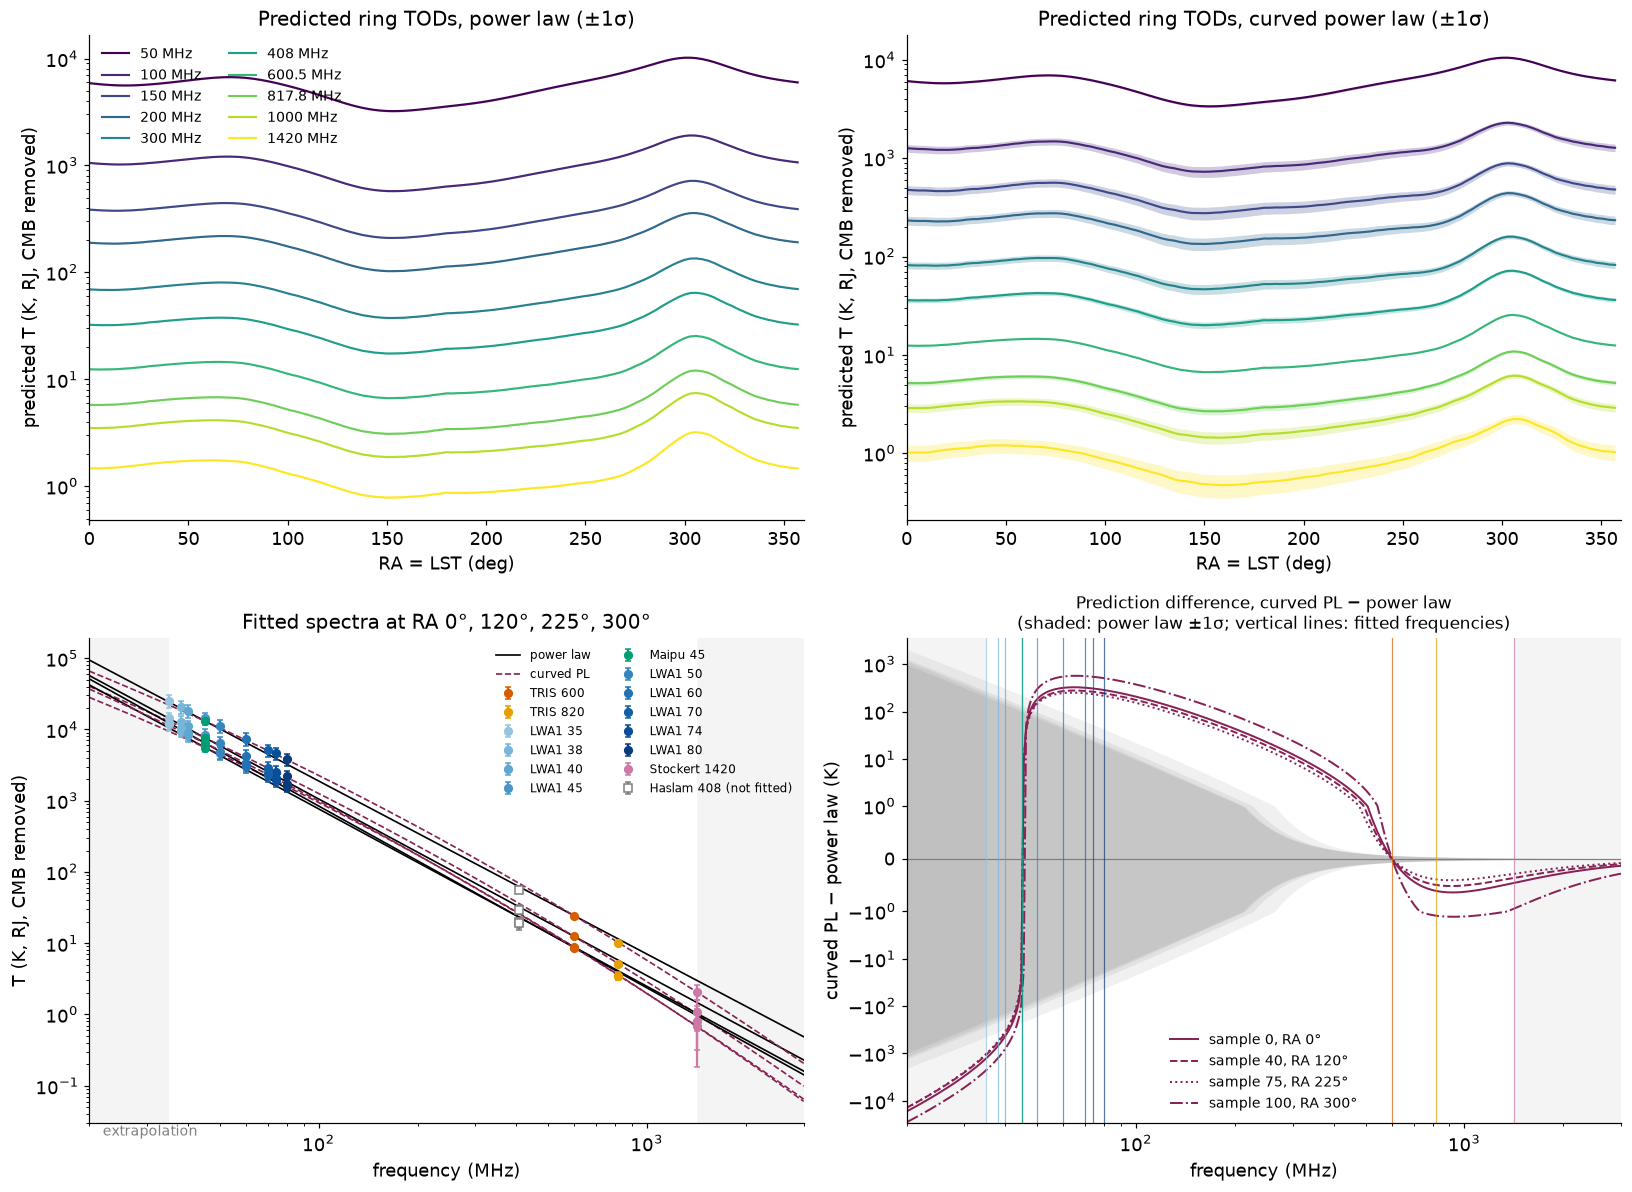 Predicted ring TODs, power law (±1σ)
50 MHz
100 MHz
150 MHz
200 MHz
300 MHz
408 MHz
600.5 MHz
817.8 MHz
1000 MHz
1420 MHz
predicted T (K, RJ, CMB removed)
10⁴
10³
10²
10¹
10⁰
0 50 100 150 200 250 300 350
RA = LST (deg)
Predicted ring TODs, curved power law (±1σ)
predicted T (K, RJ, CMB removed)
10⁴
10³
10²
10¹
10⁰
0 50 100 150 200 250 300 350
RA = LST (deg)
Fitted spectra at RA 0°, 120°, 225°, 300°
power law
curved PL
TRIS 600
TRIS 820
LWA1 35
LWA1 38
LWA1 40
LWA1 45
Maipu 45
LWA1 50
LWA1 60
LWA1 70
LWA1 74
LWA1 80
Stockert 1420
Haslam 408 (not fitted)
T (K, RJ, CMB removed)
10⁵
10⁴
10³
10²
10¹
10⁰
10⁻¹
extrapolation
10² 10³
frequency (MHz)
Prediction difference, curved PL − power law
(shaded: power law ±1σ; vertical lines: fitted frequencies)
curved PL − power law (K)
10³
10²
10¹
10⁰
0
−10⁰
−10¹
−10²
−10³
−10⁴
sample 0, RA 0°
sample 40, RA 120°
sample 75, RA 225°
sample 100, RA 300°
10² 10³
frequency (MHz)